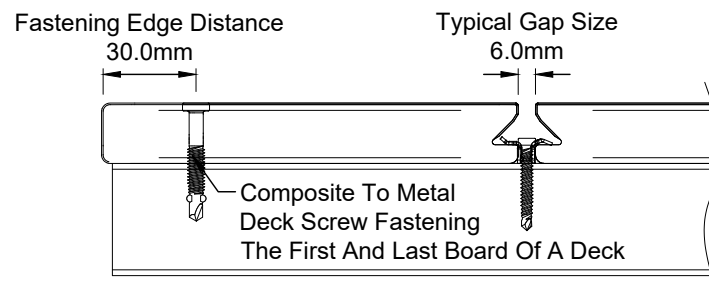 Fastening Edge Distance
30.0mm
Typical Gap Size
6.0mm
Composite To Metal
Deck Screw Fastening
The First And Last Board Of A Deck